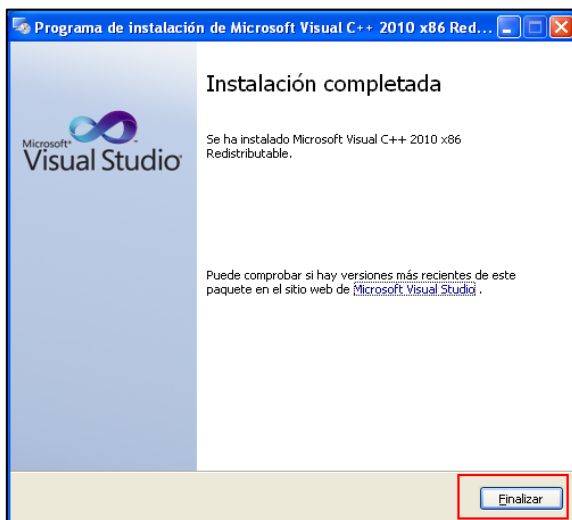 Programa de instalación de Microsoft Visual C++ 2010 x86 Red...
Instalación completada
Microsoft®
Visual Studio®
Se ha instalado Microsoft Visual C++ 2010 x86
Redistributable.
Puede comprobar si hay versiones más recientes de este
paquete en el sitio web de Microsoft Visual Studio .
Finalizar